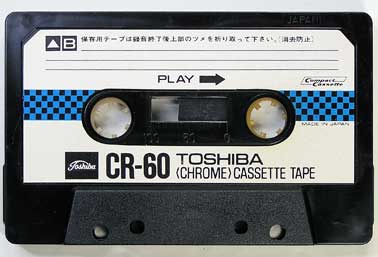 JAPAN
▲B 保存用テープは録音終了後上部のツメを折り取って下さい。[消去防止]
PLAY
Compact Cassette
100 50 0
MADE IN JAPAN
Toshiba CR-60 TOSHIBA
(CHROME) CASSETTE TAPE